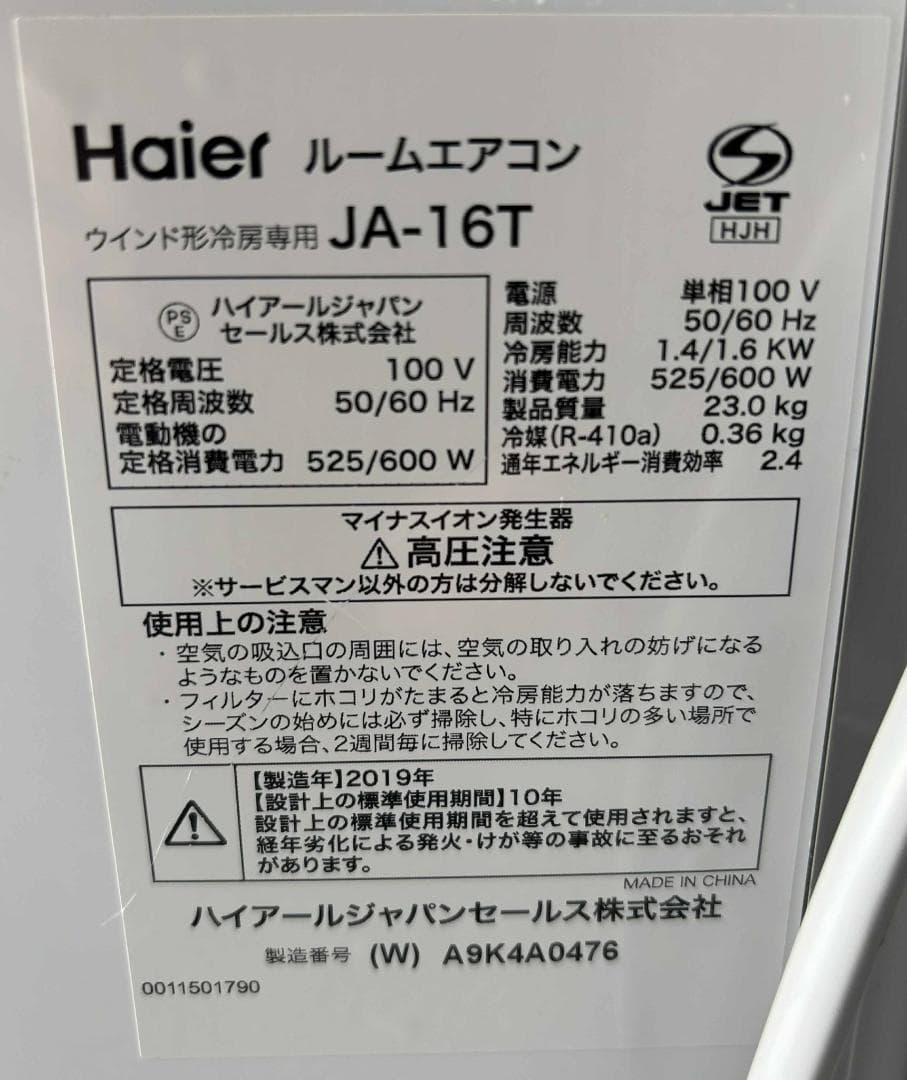 Haier ルームエアコン
JET
HJH
ウインド形冷房専用 JA-16T
PS
E
ハイアールジャパン
セールス株式会社
定格電圧 100 V
定格周波数 50/60 Hz
電動機の
定格消費電力 525/600 W
電源 単相100 V
周波数 50/60 Hz
冷房能力 1.4/1.6 KW
消費電力 525/600 W
製品質量 23.0 kg
冷媒(R-410a) 0.36 kg
通年エネルギー消費効率 2.4
マイナスイオン発生器
⚠高圧注意
※サービスマン以外の方は分解しないでください。
使用上の注意
・空気の吸込口の周囲には、空気の取り入れの妨げになる
ようなものを置かないでください。
・フィルターにホコリがたまると冷房能力が落ちますので、
シーズンの始めには必ず掃除し、特にホコリの多い場所で
使用する場合、2週間毎に掃除してください。
【製造年】2019年
【設計上の標準使用期間】10年
設計上の標準使用期間を超えて使用されますと、
経年劣化による発火・けが等の事故に至るおそれ
があります。
MADE IN CHINA
ハイアールジャパンセールス株式会社
製造番号 (W) A9K4A0476
0011501790